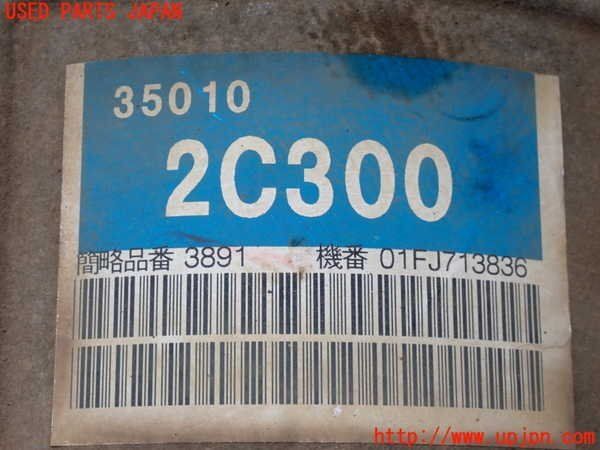 USED PARTS JAPAN
35010
2C300
簡略品番 3891 機番 01FJ713836
http://www.upjpn.com